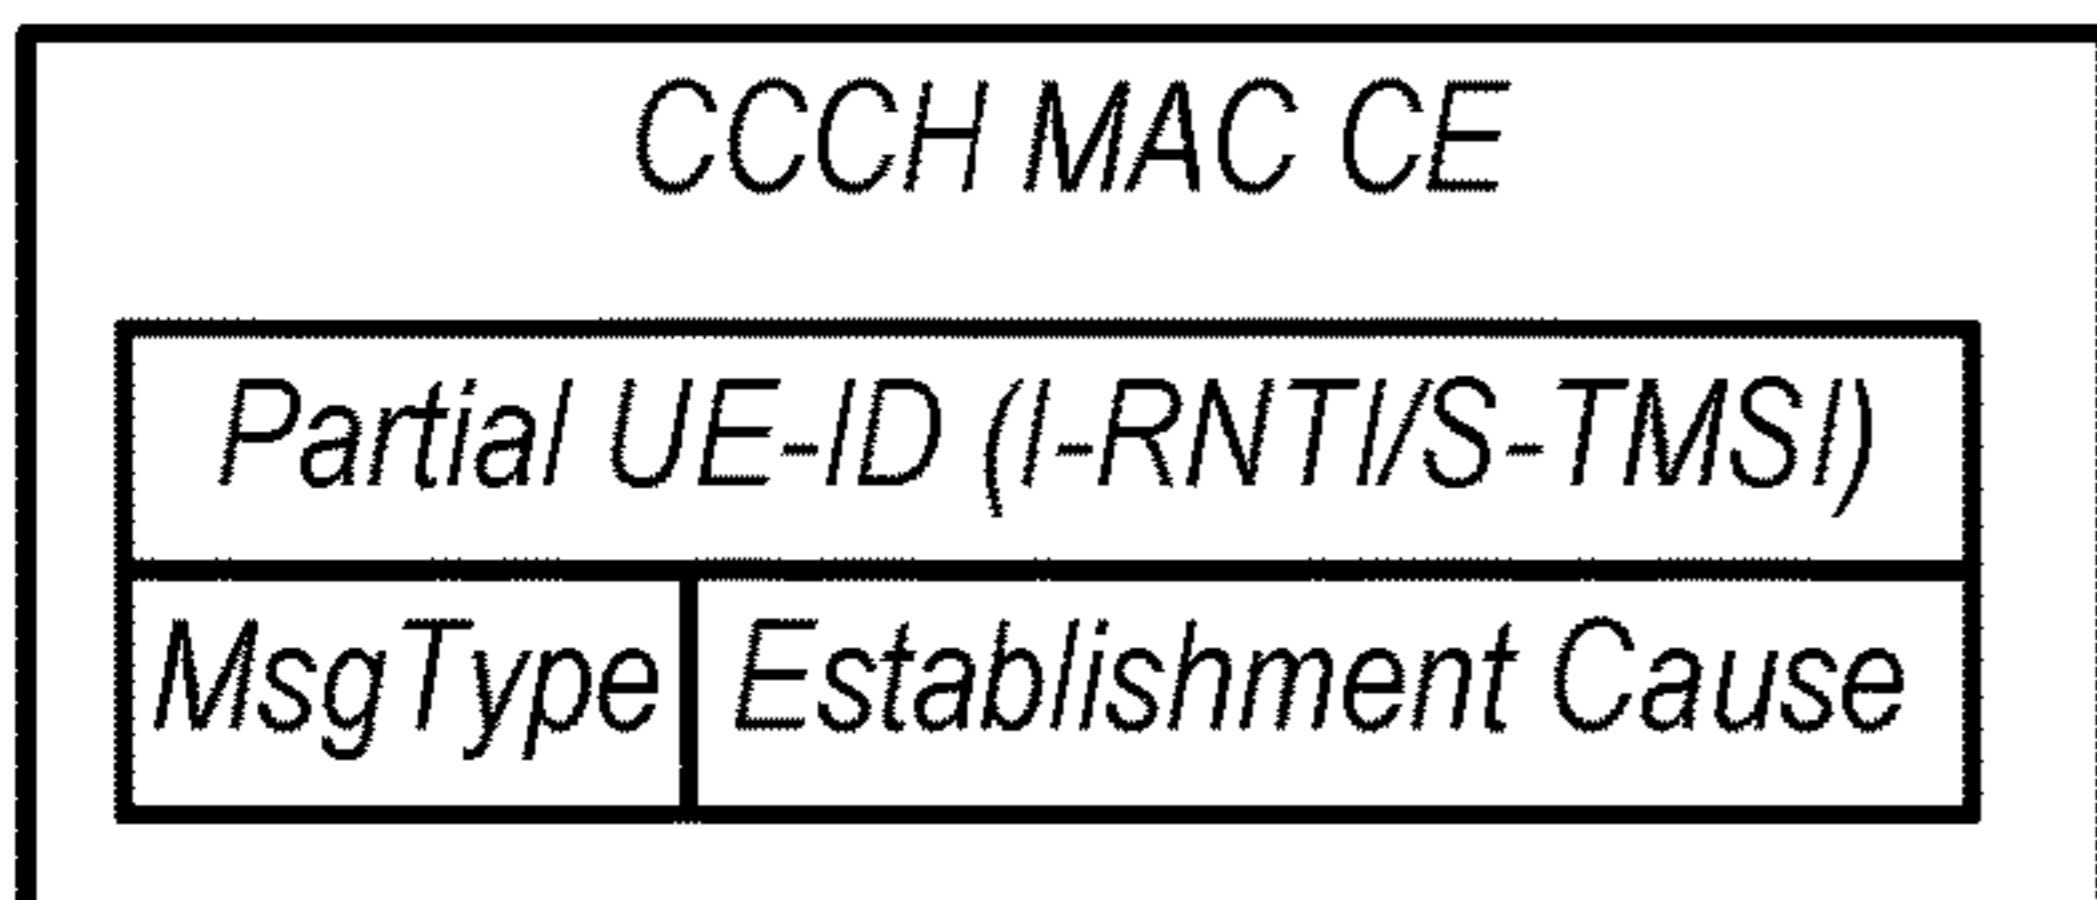 CCCH MAC CE
Partial UE-ID (I-RNTI/S-TMSI)
MsgType Establishment Cause